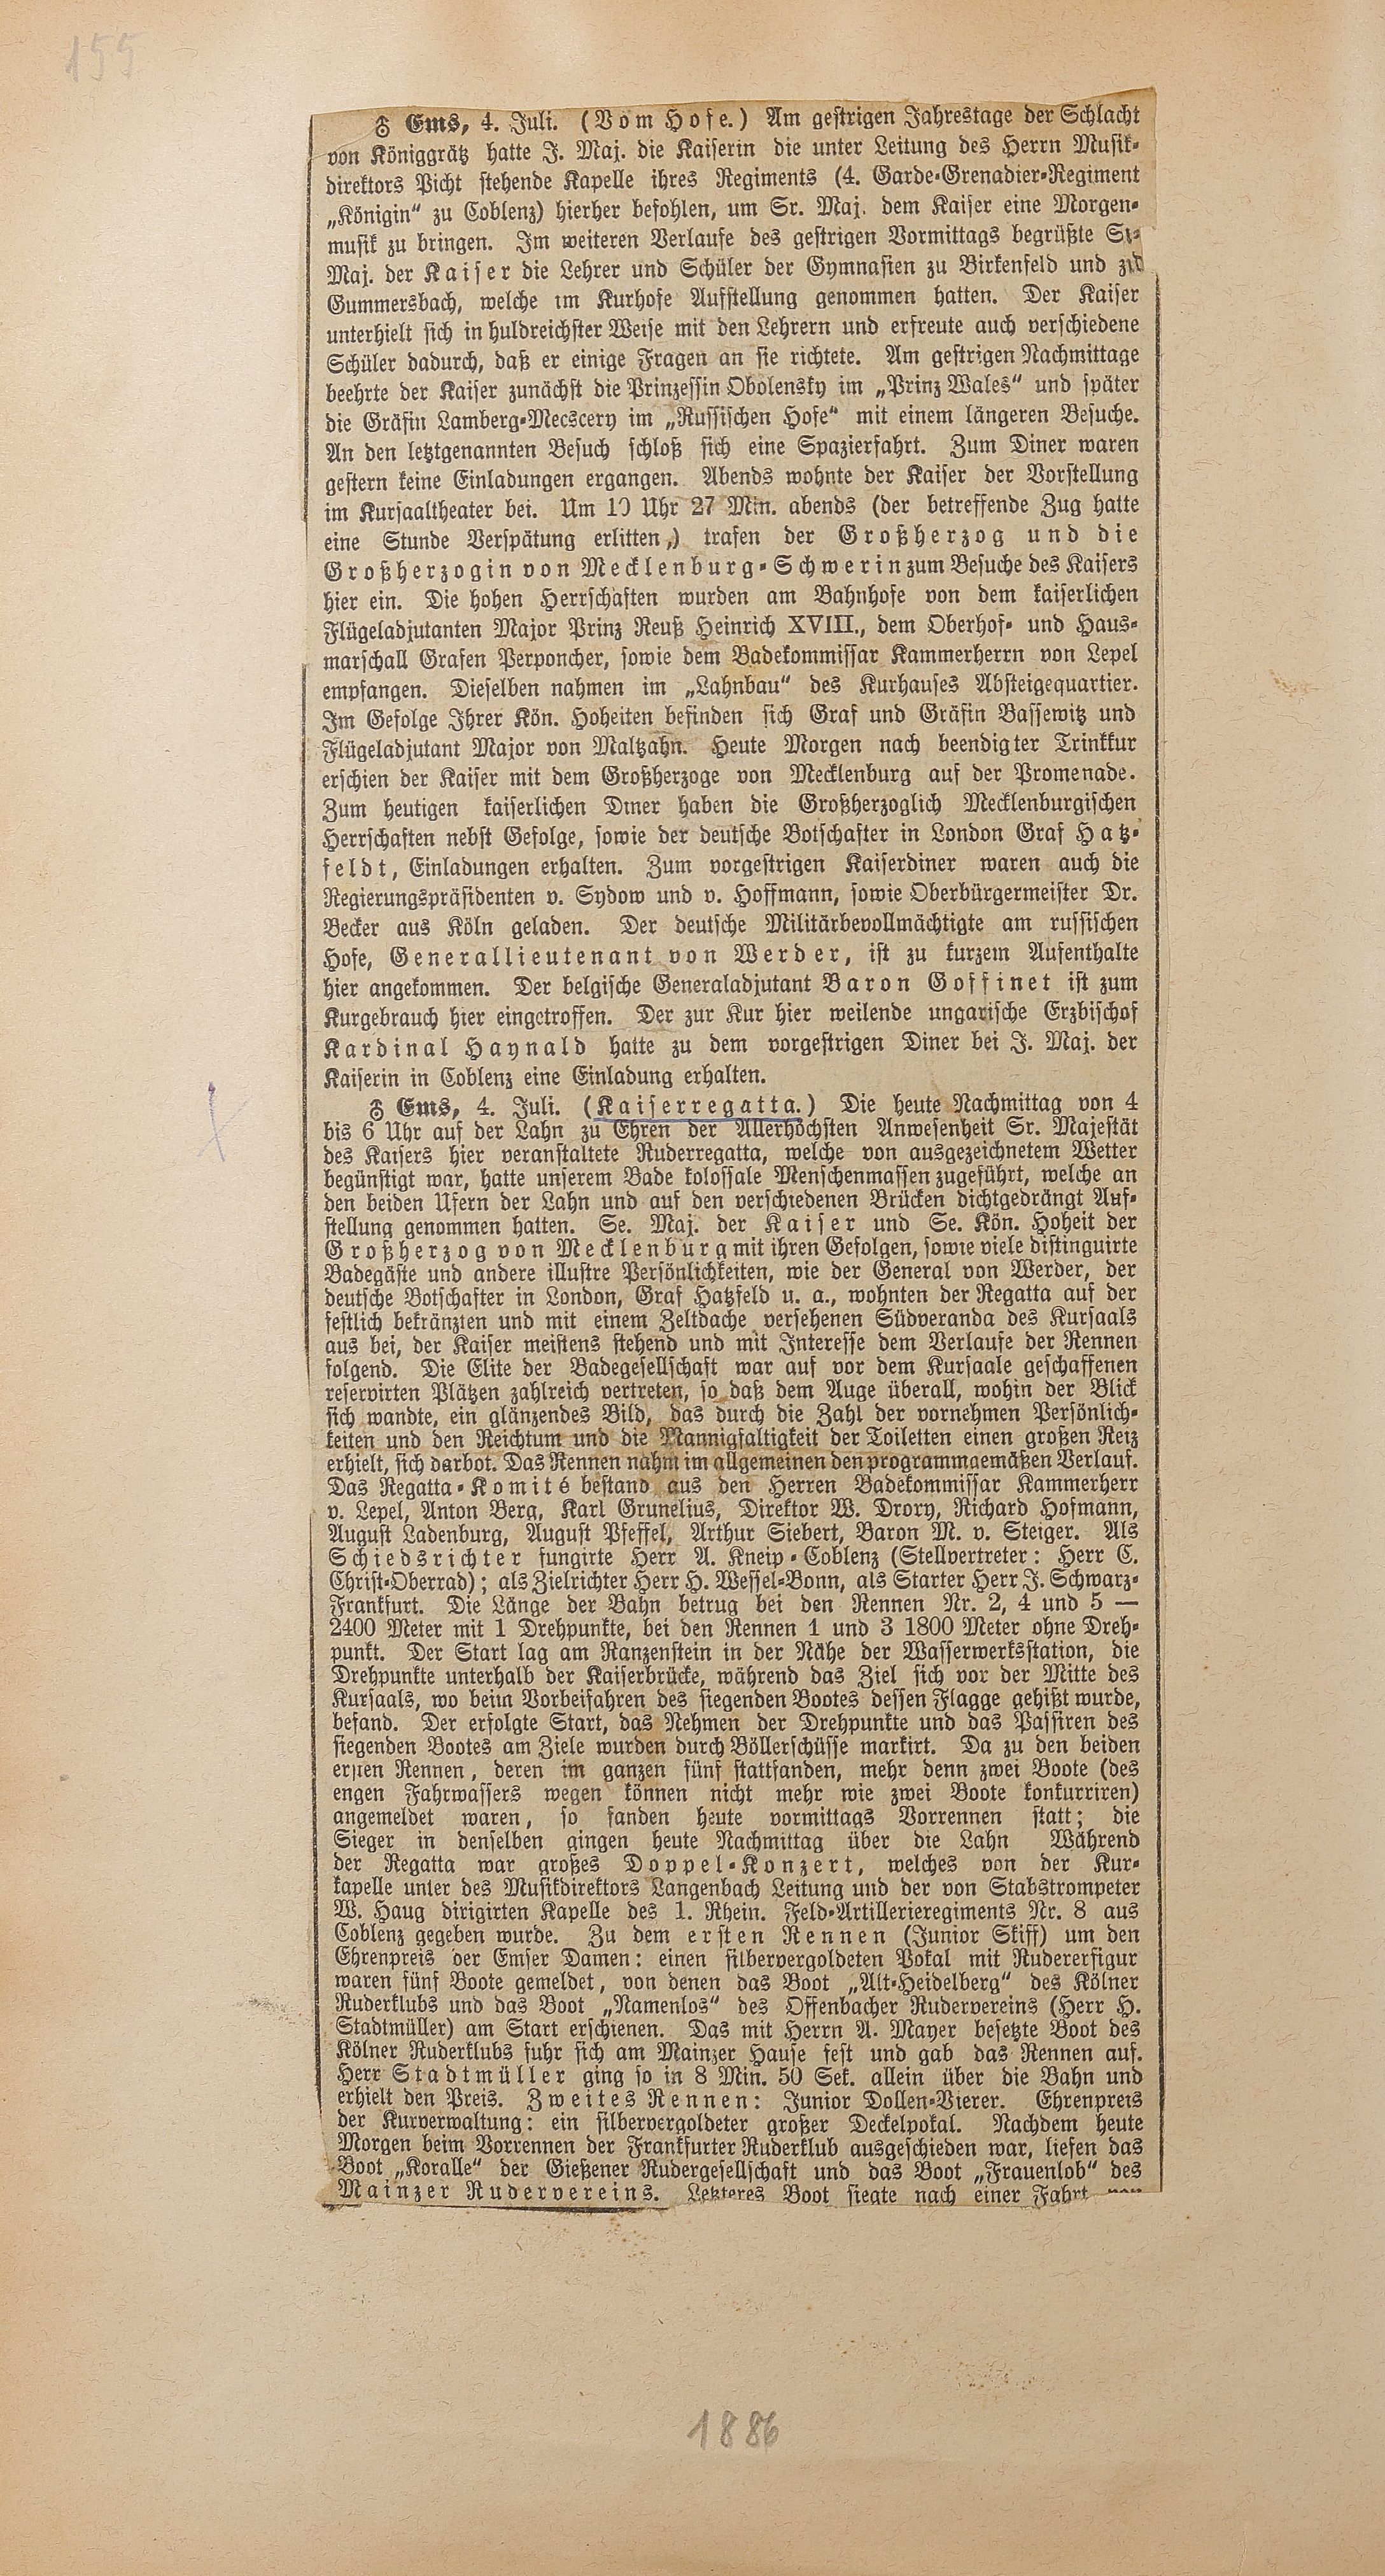 155
♁ Ems, 4. Juli. (Vom Hofe.) Am gestrigen Jahrestage der Schlacht
von Königgrätz hatte J. Maj. die Kaiserin die unter Leitung des Herrn Musik-
direktors Picht stehende Kapelle ihres Regiments (4. Garde-Grenadier-Regiment
„Königin“ zu Coblenz) hierher befohlen, um Sr. Maj. dem Kaiser eine Morgen-
musik zu bringen. Im weiteren Verlaufe des gestrigen Vormittags begrüßte
Maj. der Kaiser die Lehrer und Schüler der Gymnasien zu Birkenfeld und
Gummersbach, welche im Kurhofe Aufstellung genommen hatten. Der Kaiser
unterhielt sich in huldreichster Weise mit den Lehrern und erfreute auch verschiedene
Schüler dadurch, daß er einige Fragen an sie richtete. Am gestrigen Nachmittage
beehrte der Kaiser zunächst die Prinzessin Obolensky im „Prinz Wales“ und später
die Gräfin Lamberg-Mecscery im „Russischen Hofe“ mit einem längeren Besuche.
An den letztgenannten Besuch schloß sich eine Spazierfahrt. Zum Diner waren
gestern keine Einladungen ergangen. Abends wohnte der Kaiser der Vorstellung
im Kursaaltheater bei. Um 10 Uhr 27 Min. abends (der betreffende Zug hatte
eine Stunde Verspätung erlitten,) trafen der Großherzog und die
Großherzogin von Mecklenburg-Schwerin zum Besuche des Kaisers
hier ein. Die hohen Herrschaften wurden am Bahnhofe von dem kaiserlichen
Flügeladjutanten Major Prinz Reuß Heinrich XVIII., dem Oberhof- und Haus-
marschall Grafen Perponcher, sowie dem Badekommissar Kammerherrn von Lepel
empfangen. Dieselben nahmen im „Lahnbau“ des Kurhauses Absteigequartier.
Im Gefolge Ihrer Kön. Hoheiten befinden sich Graf und Gräfin Bassewitz und
Flügeladjutant Major von Maltzahn. Heute Morgen nach beendigter Trinkkur
erschien der Kaiser mit dem Großherzoge von Mecklenburg auf der Promenade.
Zum heutigen kaiserlichen Diner haben die Großherzoglich Mecklenburgischen
Herrschaften nebst Gefolge, sowie der deutsche Botschafter in London Graf Hatz-
feldt, Einladungen erhalten. Zum vorgestrigen Kaiserdiner waren auch die
Regierungspräsidenten v. Sydow und v. Hoffmann, sowie Oberbürgermeister Dr.
Becker aus Köln geladen. Der deutsche Militärbevollmächtigte am russischen
Hofe, Generallieutenant von Werder, ist zu kurzem Aufenthalte
hier angekommen. Der belgische Generaladjutant Baron Goffinet ist zum
Kurgebrauch hier eingetroffen. Der zur Kur hier weilende ungarische Erzbischof
Kardinal Haynald hatte zu dem vorgestrigen Diner bei J. Maj. der
Kaiserin in Coblenz eine Einladung erhalten.
♁ Ems, 4. Juli. (Kaiserregatta.) Die heute Nachmittag von 4
bis 6 Uhr auf der Lahn zu Ehren der Allerhöchsten Anwesenheit Sr. Majestät
des Kaisers hier veranstaltete Ruderregatta, welche von ausgezeichnetem Wetter
begünstigt war, hatte unserem Bade kolossale Menschenmassen zugeführt, welche an
den beiden Ufern der Lahn und auf den verschiedenen Brücken dichtgedrängt Auf-
stellung genommen hatten. Se. Maj. der Kaiser und Se. Kön. Hoheit der
Großherzog von Mecklenburg mit ihren Gefolgen, sowie viele distinguirte
Badegäste und andere illustre Persönlichkeiten, wie der General von Werder, der
deutsche Botschafter in London, Graf Hatzfeld u. a., wohnten der Regatta auf der
festlich bekränzten und mit einem Zeltdache versehenen Südveranda des Kursaals
aus bei, der Kaiser meistens stehend und mit Interesse dem Verlaufe der Rennen
folgend. Die Elite der Badegesellschaft war auf vor dem Kursaale geschaffenen
reservirten Plätzen zahlreich vertreten, so daß dem Auge überall, wohin der Blick
sich wandte, ein glänzendes Bild, das durch die Zahl der vornehmen Persönlich-
keiten und den Reichtum und die Mannigfaltigkeit der Toiletten einen großen Reiz
erhielt, sich darbot. Das Rennen nahm im allgemeinen den programmgemäßen Verlauf.
Das Regatta-Komité bestand aus den Herren Badekommissar Kammerherr
v. Lepel, Anton Berg, Karl Grunelius, Direktor W. Drory, Richard Hofmann,
August Ladenburg, August Pfeffel, Arthur Siebert, Baron M. v. Steiger. Als
Schiedsrichter fungirte Herr A. Kneip-Coblenz (Stellvertreter: Herr C.
Christ-Oberrad); als Zielrichter Herr H. Wessel-Bonn, als Starter Herr J. Schwarz-
Frankfurt. Die Länge der Bahn betrug bei den Rennen Nr. 2, 4 und 5 —
2400 Meter mit 1 Drehpunkte, bei den Rennen 1 und 3 1800 Meter ohne Dreh-
punkt. Der Start lag am Ranzenstein in der Nähe der Wasserwerksstation, die
Drehpunkte unterhalb der Kaiserbrücke, während das Ziel sich vor der Mitte des
Kursaals, wo beim Vorbeifahren des siegenden Bootes dessen Flagge gehißt wurde,
befand. Der erfolgte Start, das Nehmen der Drehpunkte und das Passiren des
siegenden Bootes am Ziele wurden durch Böllerschüsse markirt. Da zu den beiden
ersten Rennen, deren im ganzen fünf stattfanden, mehr denn zwei Boote (des
engen Fahrwassers wegen können nicht mehr wie zwei Boote konkurriren)
angemeldet waren, so fanden heute vormittags Vorrennen statt; die
Sieger in denselben gingen heute Nachmittag über die Lahn Während
der Regatta war großes Doppel-Konzert, welches von der Kur-
kapelle unter des Musikdirektors Langenbach Leitung und der von Stabstrompeter
W. Haug dirigirten Kapelle des 1. Rhein. Feld-Artillerieregiments Nr. 8 aus
Coblenz gegeben wurde. Zu dem ersten Rennen (Junior Skiff) um den
Ehrenpreis der Emser Damen: einen silbervergoldeten Pokal mit Rudererfigur
waren fünf Boote gemeldet, von denen das Boot „Alt-Heidelberg“ des Kölner
Ruderklubs und das Boot „Namenlos“ des Offenbacher Rudervereins (Herr H.
Stadtmüller) am Start erschienen. Das mit Herrn A. Mayer besetzte Boot des
Kölner Ruderklubs fuhr sich am Mainzer Hause fest und gab das Rennen auf.
Herr Stadtmüller ging so in 8 Min. 50 Sek. allein über die Bahn und
erhielt den Preis. Zweites Rennen: Junior Dollen-Vierer. Ehrenpreis
der Kurverwaltung: ein silbervergoldeter großer Deckelpokal. Nachdem heute
Morgen beim Vorrennen der Frankfurter Ruderklub ausgeschieden war, liefen das
Boot „Koralle“ der Gießener Rudergesellschaft und das Boot „Frauenlob“ des
Mainzer Rudervereins. Letzteres Boot siegte nach einer Fahrt
1886